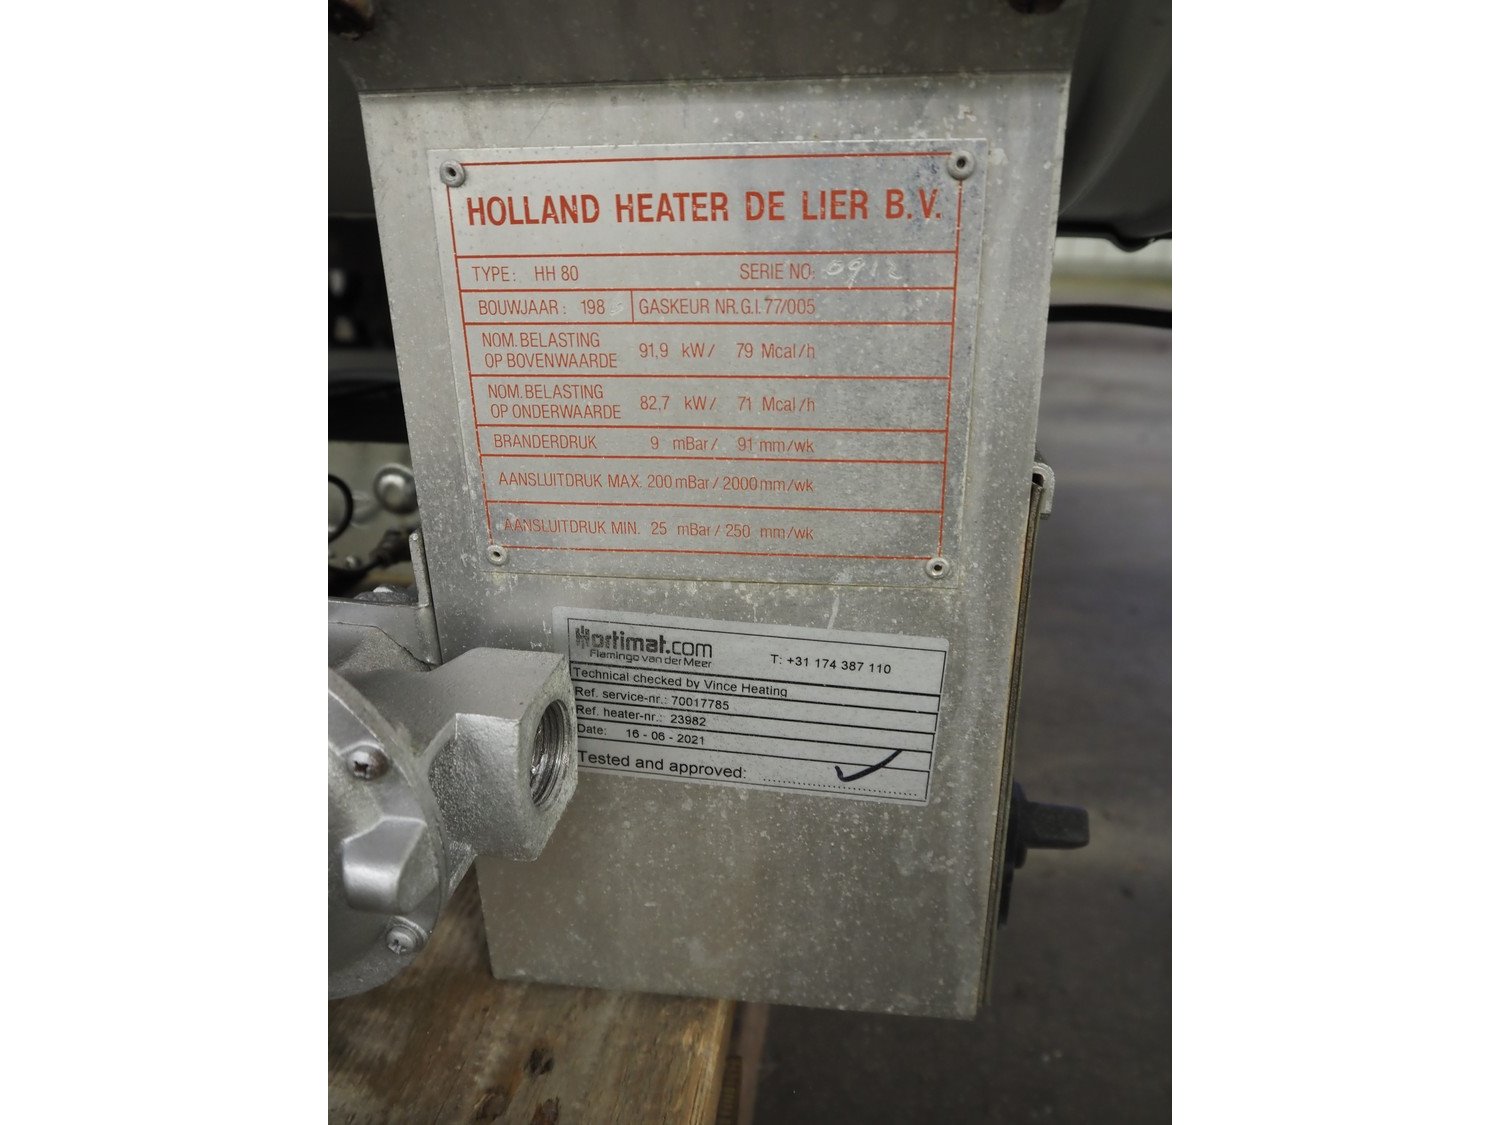 HOLLAND HEATER DE LIER B.V.
TYPE: HH 80 SERIE NO: 0912
BOUWJAAR: 198 GASKEUR NR.G.I.77/005
NOM. BELASTING
OP BOVENWAARDE 91,9 kW/ 79 Mcal/h
NOM. BELASTING
OP ONDERWAARDE 82,7 kW/ 71 Mcal/h
BRANDERDRUK 9 mBar/ 91 mm/wk
AANSLUITDRUK MAX. 200 mBar/ 2000 mm/wk
AANSLUITDRUK MIN. 25 mBar/ 250 mm/wk
Hortimat.com
Flamingo van der Meer
T: +31 174 387 110
Technical checked by Vince Heating
Ref. service-nr.: 70017785
Ref. heater-nr.: 23982
Date: 16 - 06 - 2021
Tested and approved: